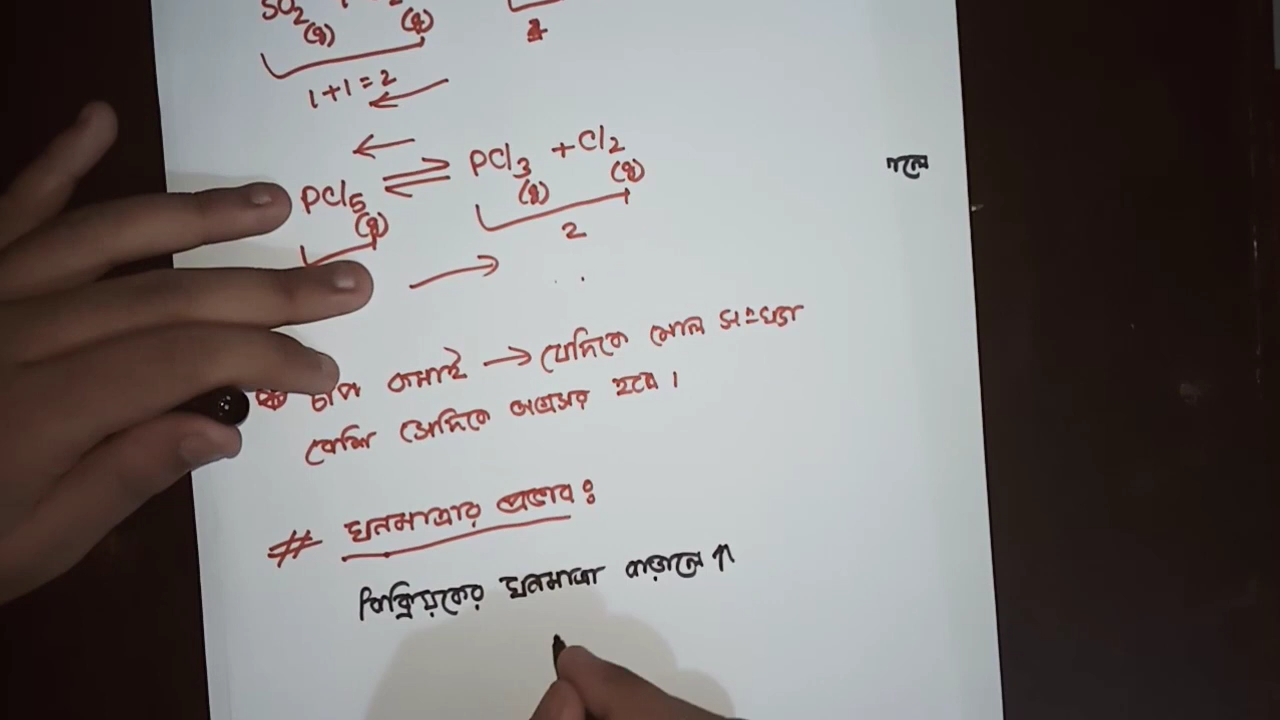 SO2 (g) (g)
1+1=2
PCl5 (g) ⇌ PCl3 (g) + Cl2 (g)
2
চাপ কমাই → যেদিকে মোল সংখ্যা
বেশি সেদিকে অগ্রসর হবে।
# ঘনমাত্রার প্রভাব:
বিক্রিয়কের ঘনমাত্রা বাড়ালে